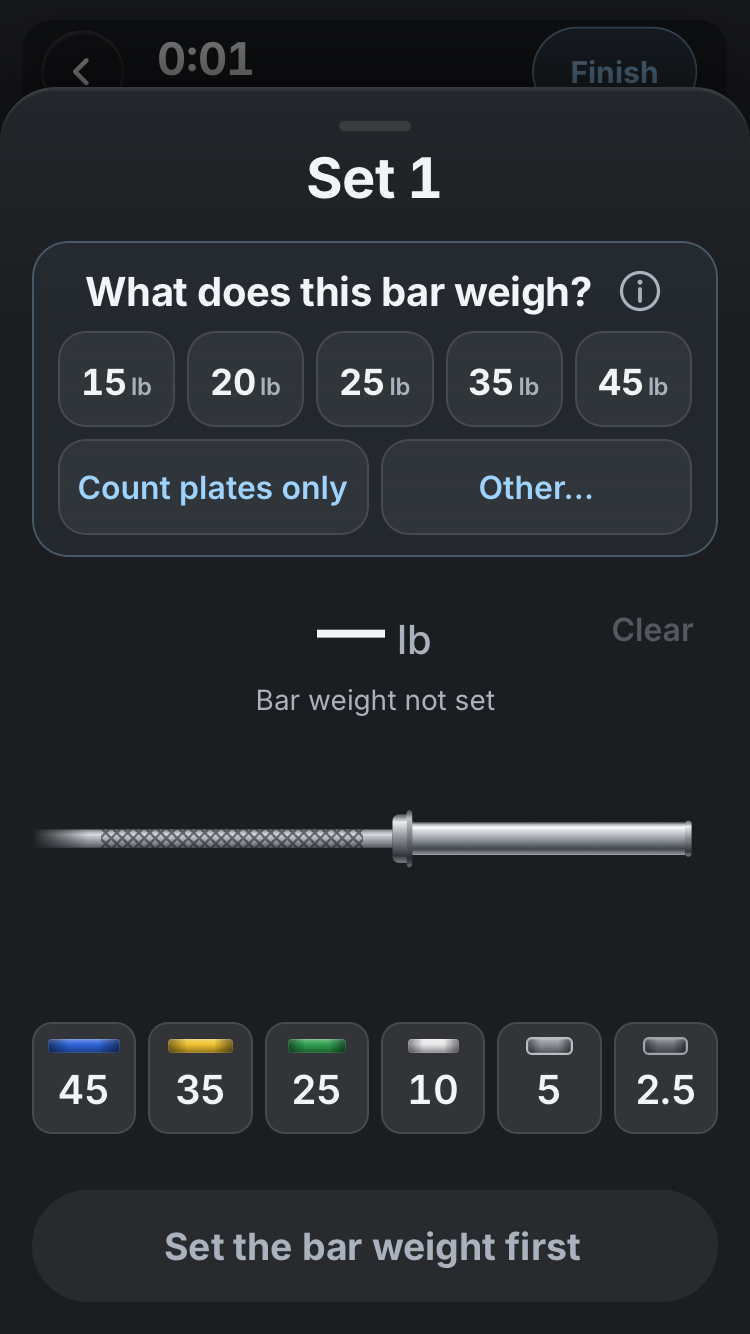 0:01
Finish
Set 1
What does this bar weigh?
15 lb 20 lb 25 lb 35 lb 45 lb
Count plates only Other...
— lb Clear
Bar weight not set
45 35 25 10 5 2.5
Set the bar weight first